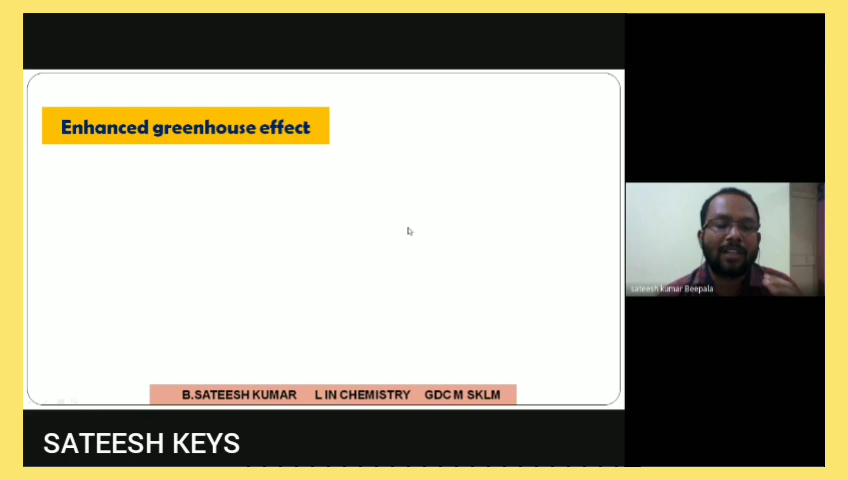 Enhanced greenhouse effect
sateesh kumar Beepala
B.SATEESH KUMAR L IN CHEMISTRY GDC M SKLM
SATEESH KEYS